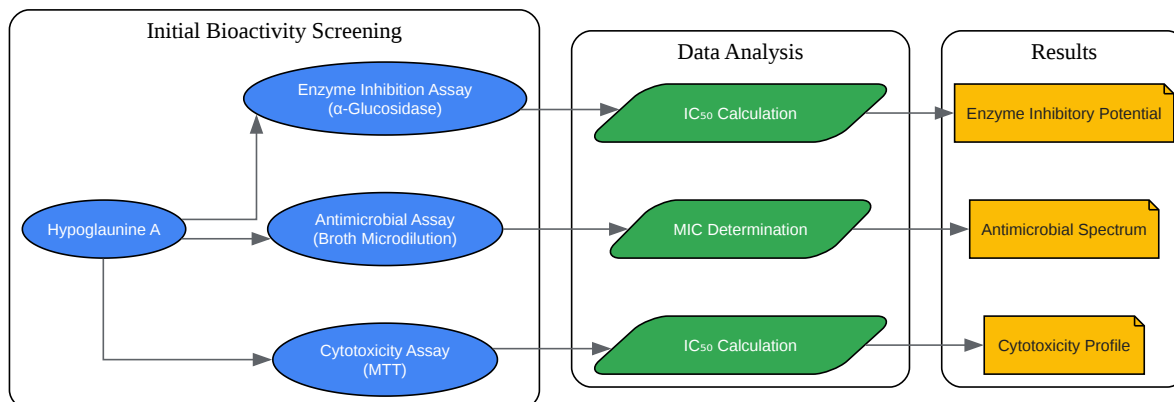 Initial Bioactivity Screening
Hypoglaunine A
Enzyme Inhibition Assay
(α-Glucosidase)
Antimicrobial Assay
(Broth Microdilution)
Cytotoxicity Assay
(MTT)
Data Analysis
IC₅₀ Calculation
MIC Determination
IC₅₀ Calculation
Results
Enzyme Inhibitory Potential
Antimicrobial Spectrum
Cytotoxicity Profile